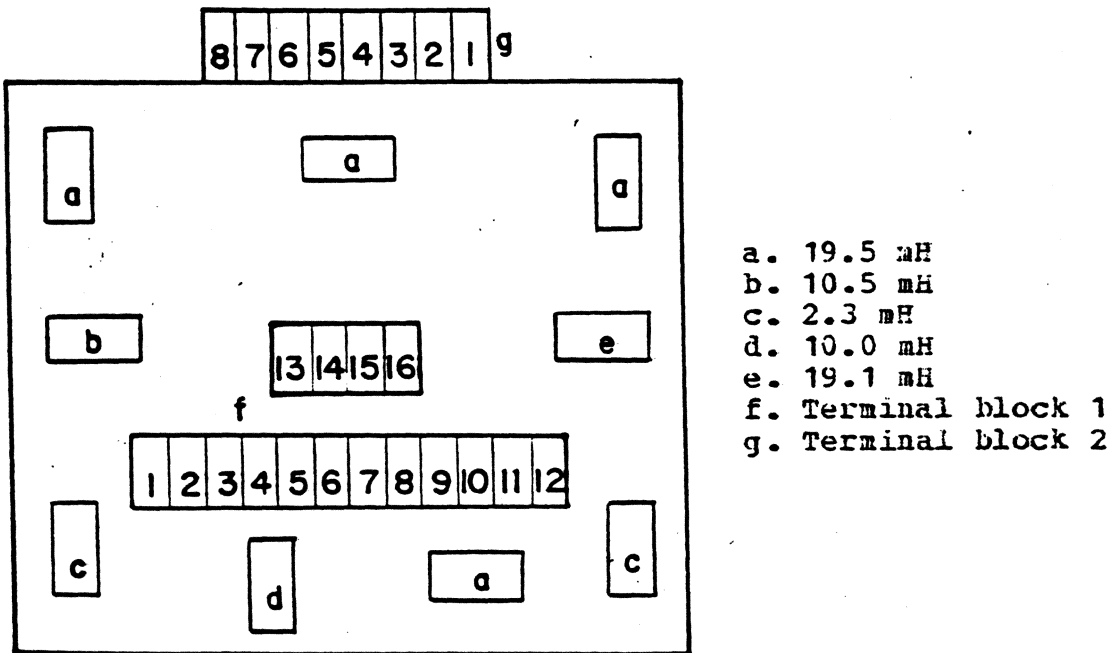 8 7 6 5 4 3 2 1 g
a
a
a
b
e
13 14 15 16
f
1 2 3 4 5 6 7 8 9 10 11 12
c
d
a
c
a. 19.5 mH
b. 10.5 mH
c. 2.3 mH
d. 10.0 mH
e. 19.1 mH
f. Terminal block 1
g. Terminal block 2